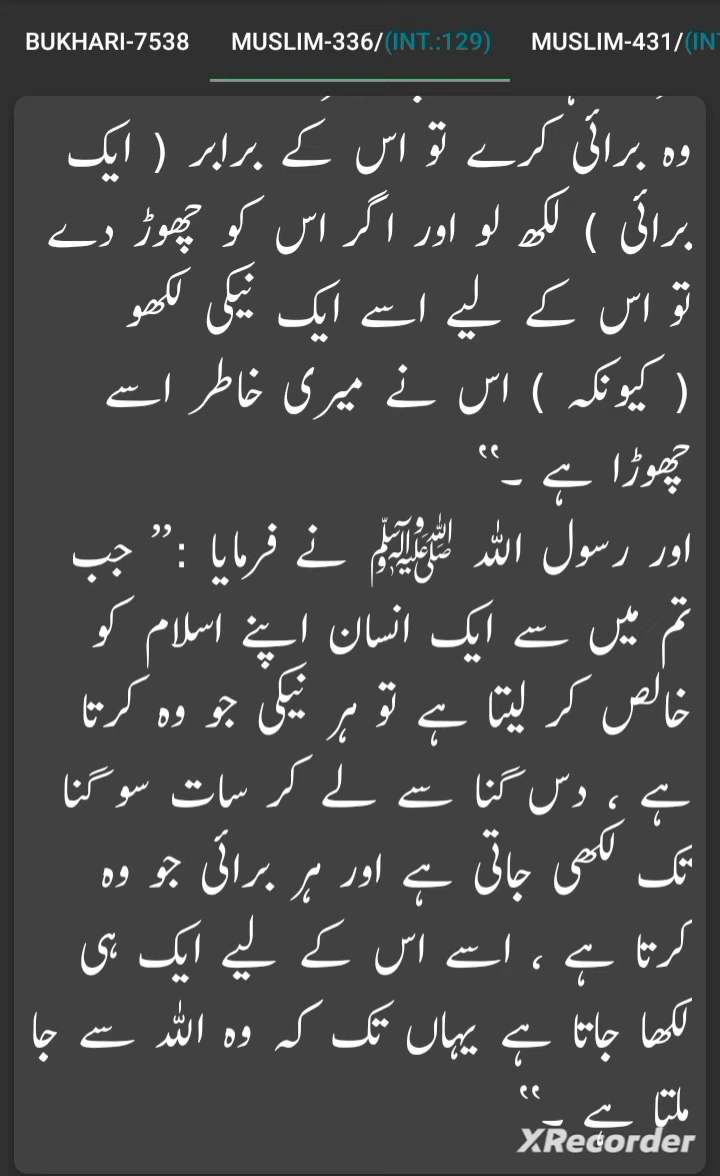 BUKHARI-7538 MUSLIM-336/(INT.:129) MUSLIM-431/(INT
وہ برائی کرے تو اس کے برابر ( ایک
برائی ) لکھ لو اور اگر اس کو چھوڑ دے
تو اس کے لیے اسے ایک نیکی لکھو
( کیونکہ ) اس نے میری خاطر اسے
چھوڑا ہے ۔‘‘
اور رسول اللہ ﷺ نے فرمایا :’’ جب
تم میں سے ایک انسان اپنے اسلام کو
خالص کر لیتا ہے تو ہر نیکی جو وہ کرتا
ہے ، دس گنا سے لے کر سات سو گنا
تک لکھی جاتی ہے اور ہر برائی جو وہ
کرتا ہے ، اسے اس کے لیے ایک ہی
لکھا جاتا ہے یہاں تک کہ وہ اللہ سے جا
ملتا ہے ۔‘‘
XRecorder